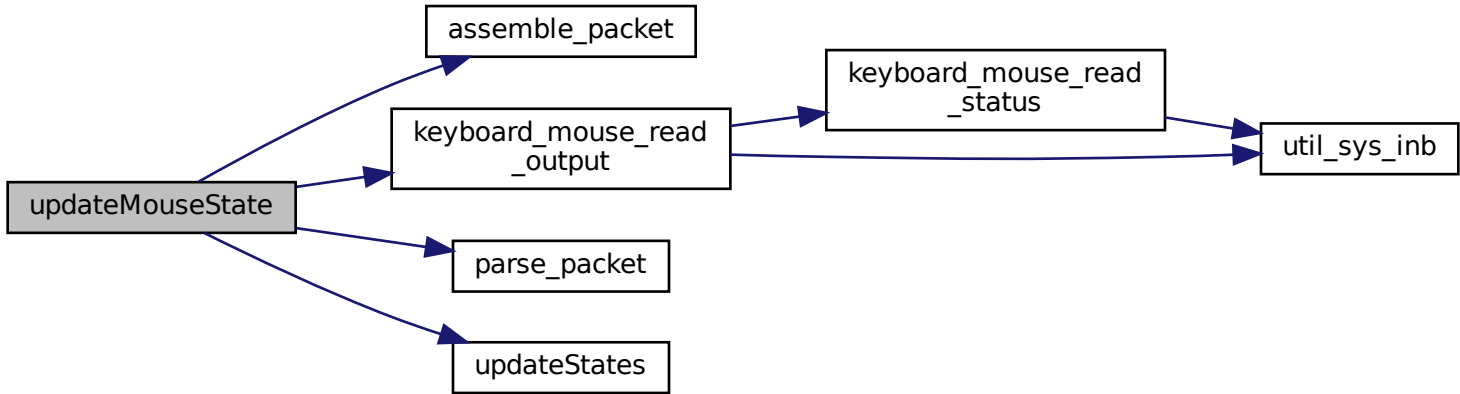 assemble_packet
keyboard_mouse_read
_status
keyboard_mouse_read
_output
util_sys_inb
updateMouseState
parse_packet
updateStates